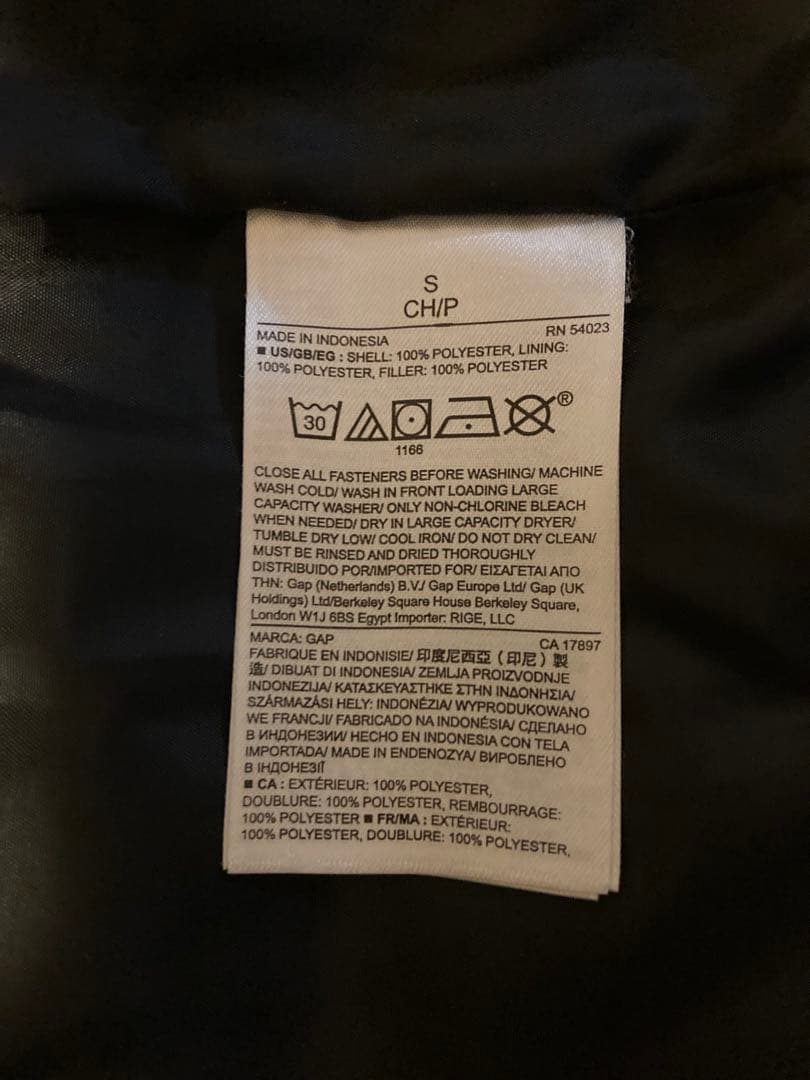 S
CH/P
RN 54023
MADE IN INDONESIA
■ US/GB/EG : SHELL: 100% POLYESTER, LINING:
100% POLYESTER, FILLER: 100% POLYESTER
30
®
1166
CLOSE ALL FASTENERS BEFORE WASHING/ MACHINE
WASH COLD/ WASH IN FRONT LOADING LARGE
CAPACITY WASHER/ ONLY NON-CHLORINE BLEACH
WHEN NEEDED/ DRY IN LARGE CAPACITY DRYER/
TUMBLE DRY LOW/ COOL IRON/ DO NOT DRY CLEAN/
MUST BE RINSED AND DRIED THOROUGHLY
DISTRIBUIDO POR/IMPORTED FOR/ ΕΙΣΑΓΕΤΑΙ ΑΠΟ
ΤΗΝ: Gap (Netherlands) B.V./ Gap Europe Ltd/ Gap (UK
Holdings) Ltd/Berkeley Square House Berkeley Square,
London W1J 6BS Egypt Importer: RIGE, LLC
MARCA: GAP
CA 17897
FABRIQUE EN INDONISIE/ 印度尼西亞 ( 印尼 ) 製
造/ DIBUAT DI INDONESIA/ ZEMLJA PROIZVODNJE
INDONEZIJA/ ΚΑΤΑΣΚΕΥΑΣΤΗΚΕ ΣΤΗΝ ΙΝΔΟΝΗΣΙΑ/
SZÁRMAZÁSI HELY: INDONÉZIA/ WYPRODUKOWANO
WE FRANCJI/ FABRICADO NA INDONÉSIA/ СДЕЛАНО
В ИНДОНЕЗИИ/ HECHO EN INDONESIA CON TELA
IMPORTADA/ MADE IN ENDENOZYA/ ВИРОБЛЕНО
В ІНДОНЕЗІЇ
■ CA : EXTÉRIEUR: 100% POLYESTER,
DOUBLURE: 100% POLYESTER, REMBOURRAGE:
100% POLYESTER ■ FR/MA : EXTÉRIEUR:
100% POLYESTER, DOUBLURE: 100% POLYESTER,